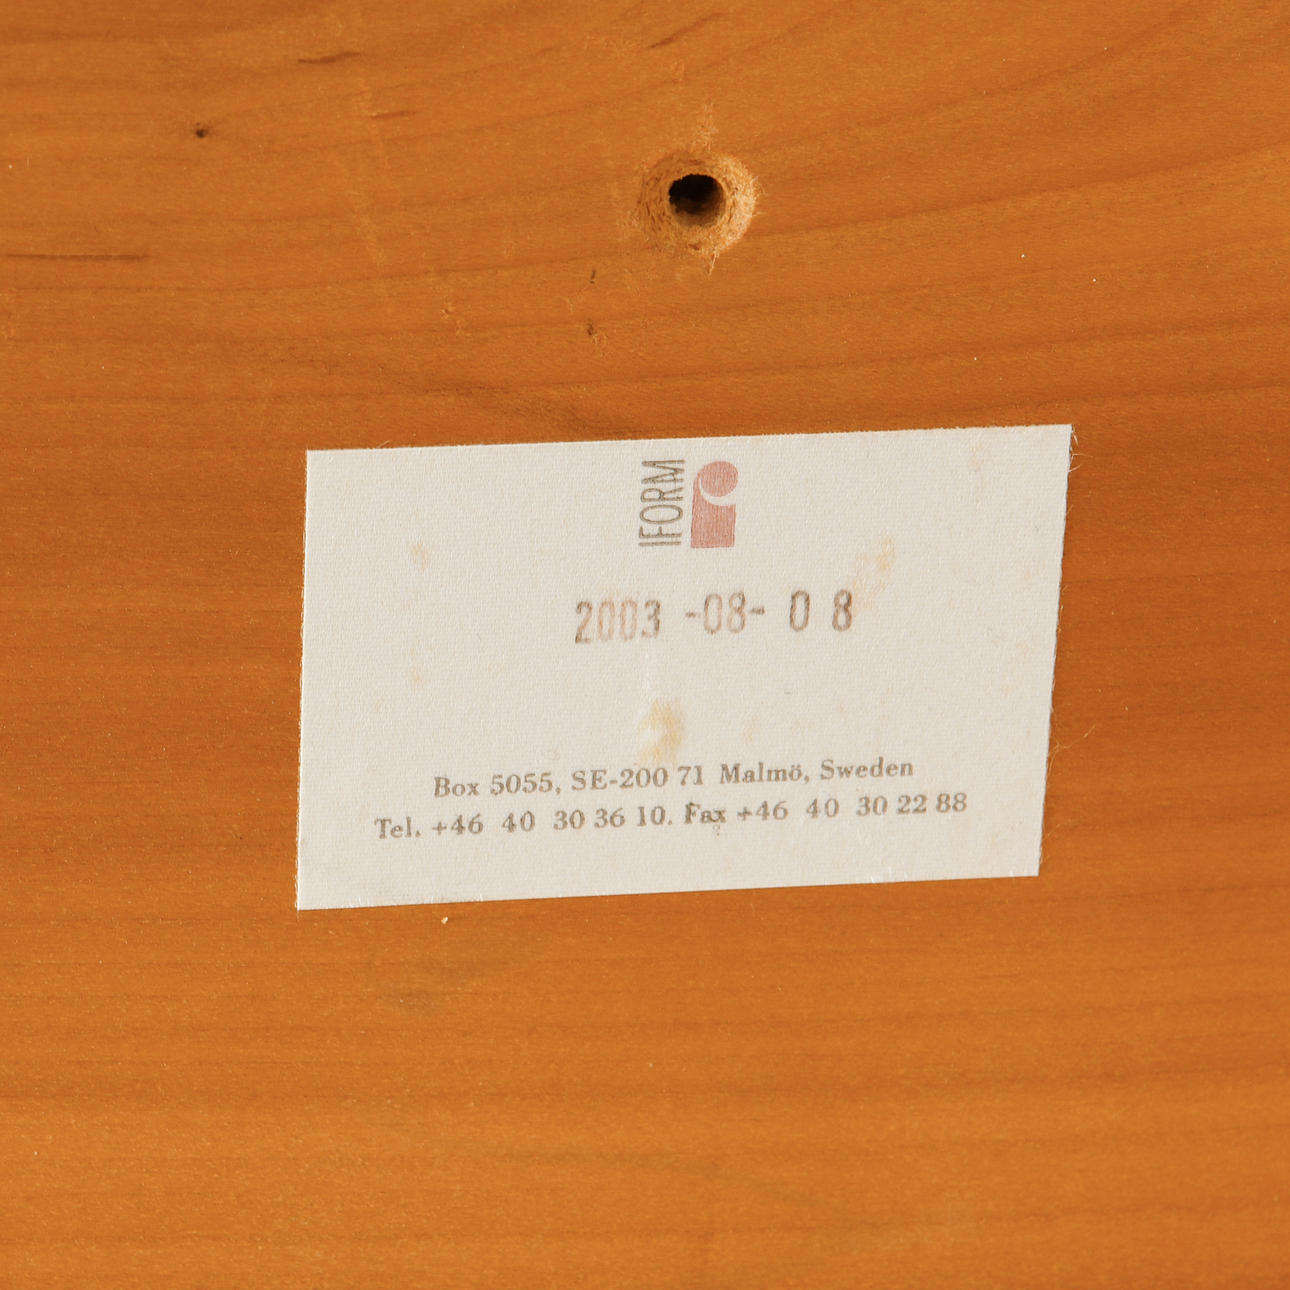 IFORM
2003 -08- 0 8
Box 5055, SE-200 71 Malmö, Sweden
Tel. +46 40 30 36 10. Fax +46 40 30 22 88